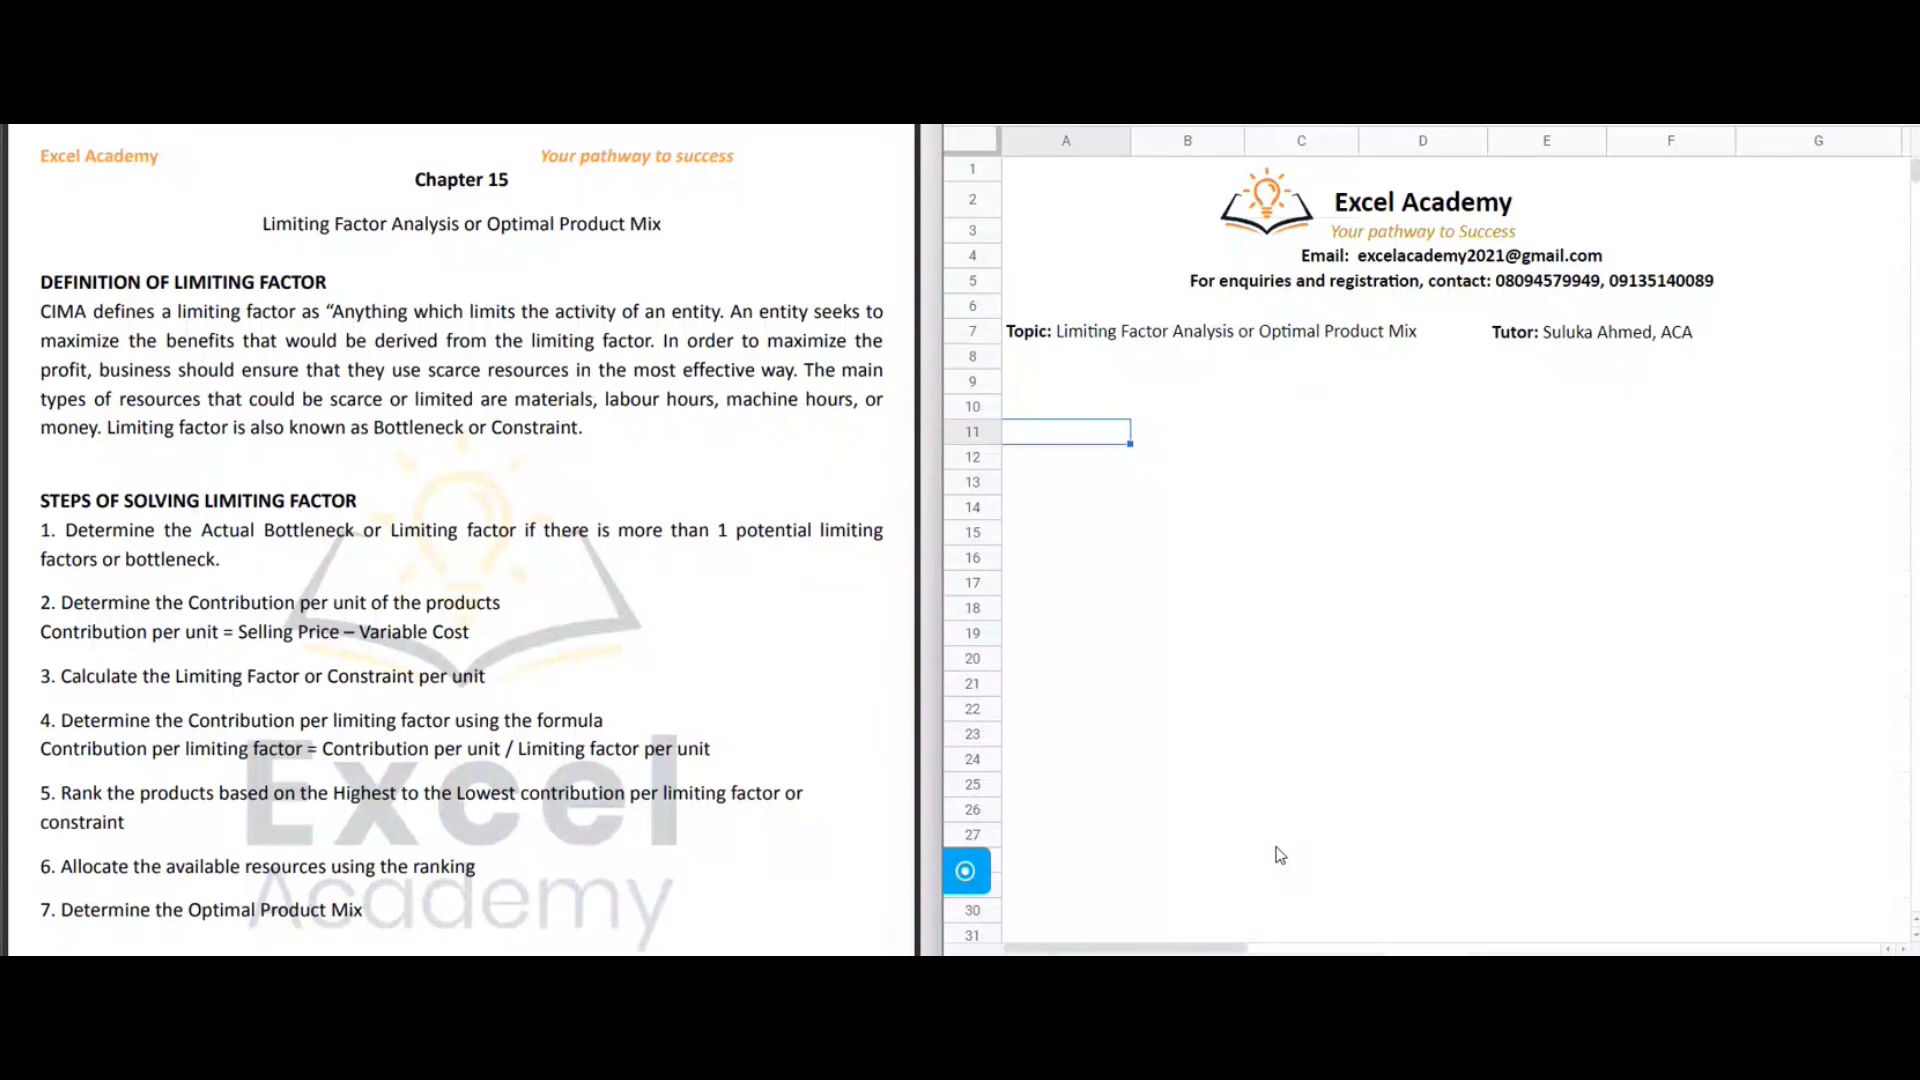 Excel Academy Your pathway to success
Chapter 15
Limiting Factor Analysis or Optimal Product Mix
DEFINITION OF LIMITING FACTOR
CIMA defines a limiting factor as “Anything which limits the activity of an entity. An entity seeks to
maximize the benefits that would be derived from the limiting factor. In order to maximize the
profit, business should ensure that they use scarce resources in the most effective way. The main
types of resources that could be scarce or limited are materials, labour hours, machine hours, or
money. Limiting factor is also known as Bottleneck or Constraint.
STEPS OF SOLVING LIMITING FACTOR
1. Determine the Actual Bottleneck or Limiting factor if there is more than 1 potential limiting
factors or bottleneck.
2. Determine the Contribution per unit of the products
Contribution per unit = Selling Price – Variable Cost
3. Calculate the Limiting Factor or Constraint per unit
4. Determine the Contribution per limiting factor using the formula
Contribution per limiting factor = Contribution per unit / Limiting factor per unit
5. Rank the products based on the Highest to the Lowest contribution per limiting factor or
constraint
6. Allocate the available resources using the ranking
7. Determine the Optimal Product Mix
Excel
Academy
A B C D E F G
1
2 Excel Academy
3 Your pathway to Success
4 Email: excelacademy2021@gmail.com
5 For enquiries and registration, contact: 08094579949, 09135140089
6
7 Topic: Limiting Factor Analysis or Optimal Product Mix Tutor: Suluka Ahmed, ACA
8
9
10
11
12
13
14
15
16
17
18
19
20
21
22
23
24
25
26
27
30
31